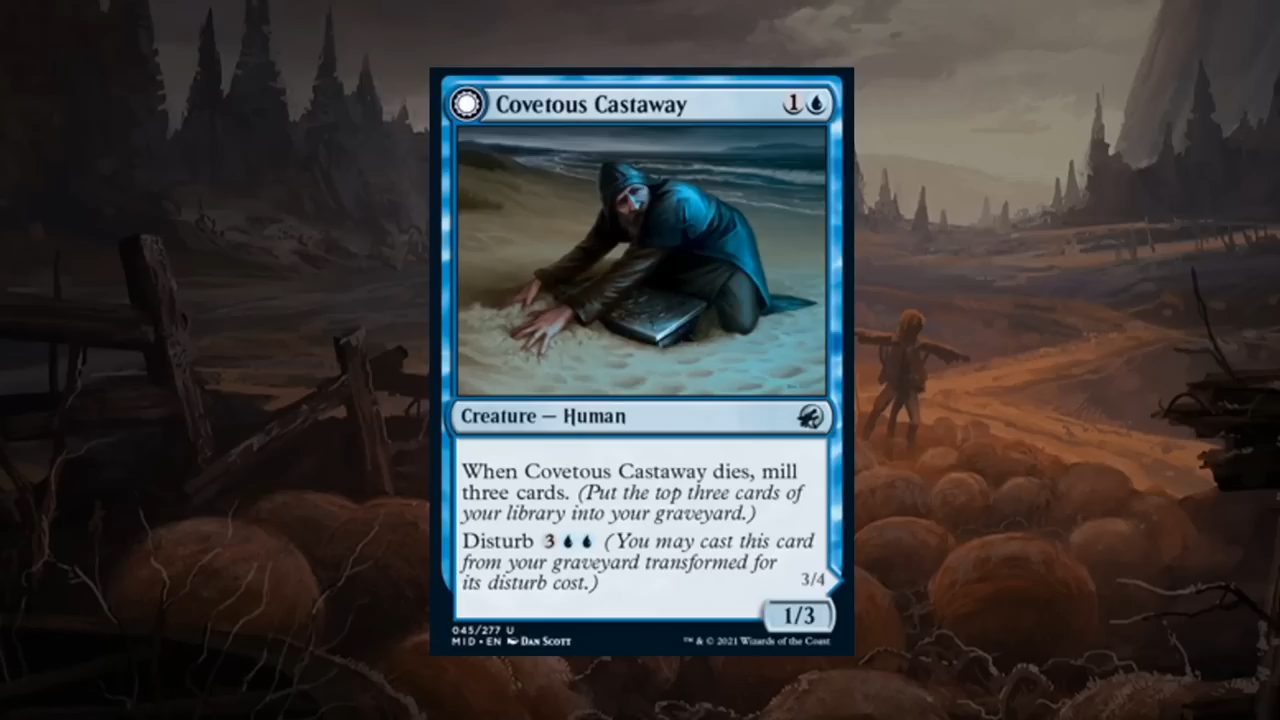 Covetous Castaway 1
Creature — Human
When Covetous Castaway dies, mill
three cards. (Put the top three cards of
your library into your graveyard.)
Disturb 3 (You may cast this card
from your graveyard transformed for
its disturb cost.)
3/4
1/3
045/277 U
MID • EN Dan Scott
™ & © 2021 Wizards of the Coast